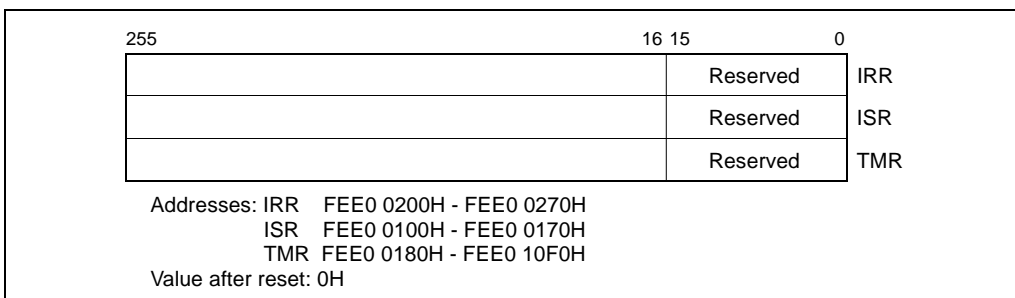 255 16 15 0
Reserved IRR
Reserved ISR
Reserved TMR
Addresses: IRR FEE0 0200H - FEE0 0270H
ISR FEE0 0100H - FEE0 0170H
TMR FEE0 0180H - FEE0 10F0H
Value after reset: 0H